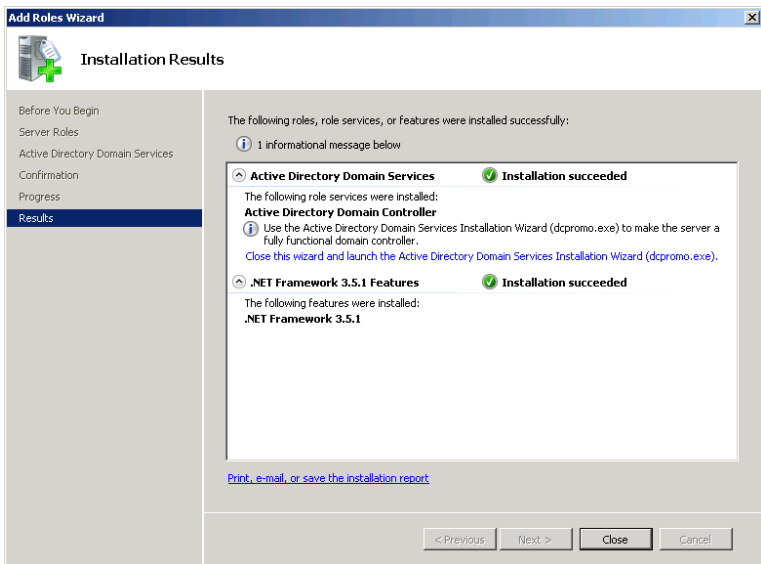 Add Roles Wizard
Installation Results
Before You Begin
Server Roles
Active Directory Domain Services
Confirmation
Progress
Results
The following roles, role services, or features were installed successfully:
1 informational message below
Active Directory Domain Services Installation succeeded
The following role services were installed:
Active Directory Domain Controller
Use the Active Directory Domain Services Installation Wizard (dcpromo.exe) to make the server a
fully functional domain controller.
Close this wizard and launch the Active Directory Domain Services Installation Wizard (dcpromo.exe).
.NET Framework 3.5.1 Features Installation succeeded
The following features were installed:
.NET Framework 3.5.1
Print, e-mail, or save the installation report
< Previous Next > Close Cancel